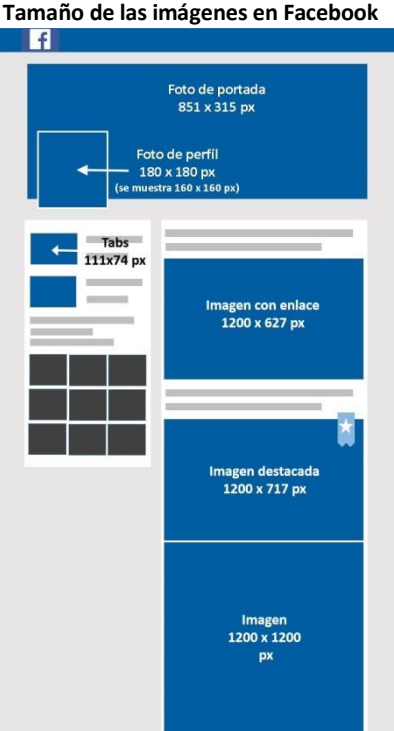 Tamaño de las imágenes en Facebook
f
Foto de portada
851 x 315 px
Foto de perfil
180 x 180 px
(se muestra 160 x 160 px)
Tabs
111x74 px
Imagen con enlace
1200 x 627 px
Imagen destacada
1200 x 717 px
Imagen
1200 x 1200
px